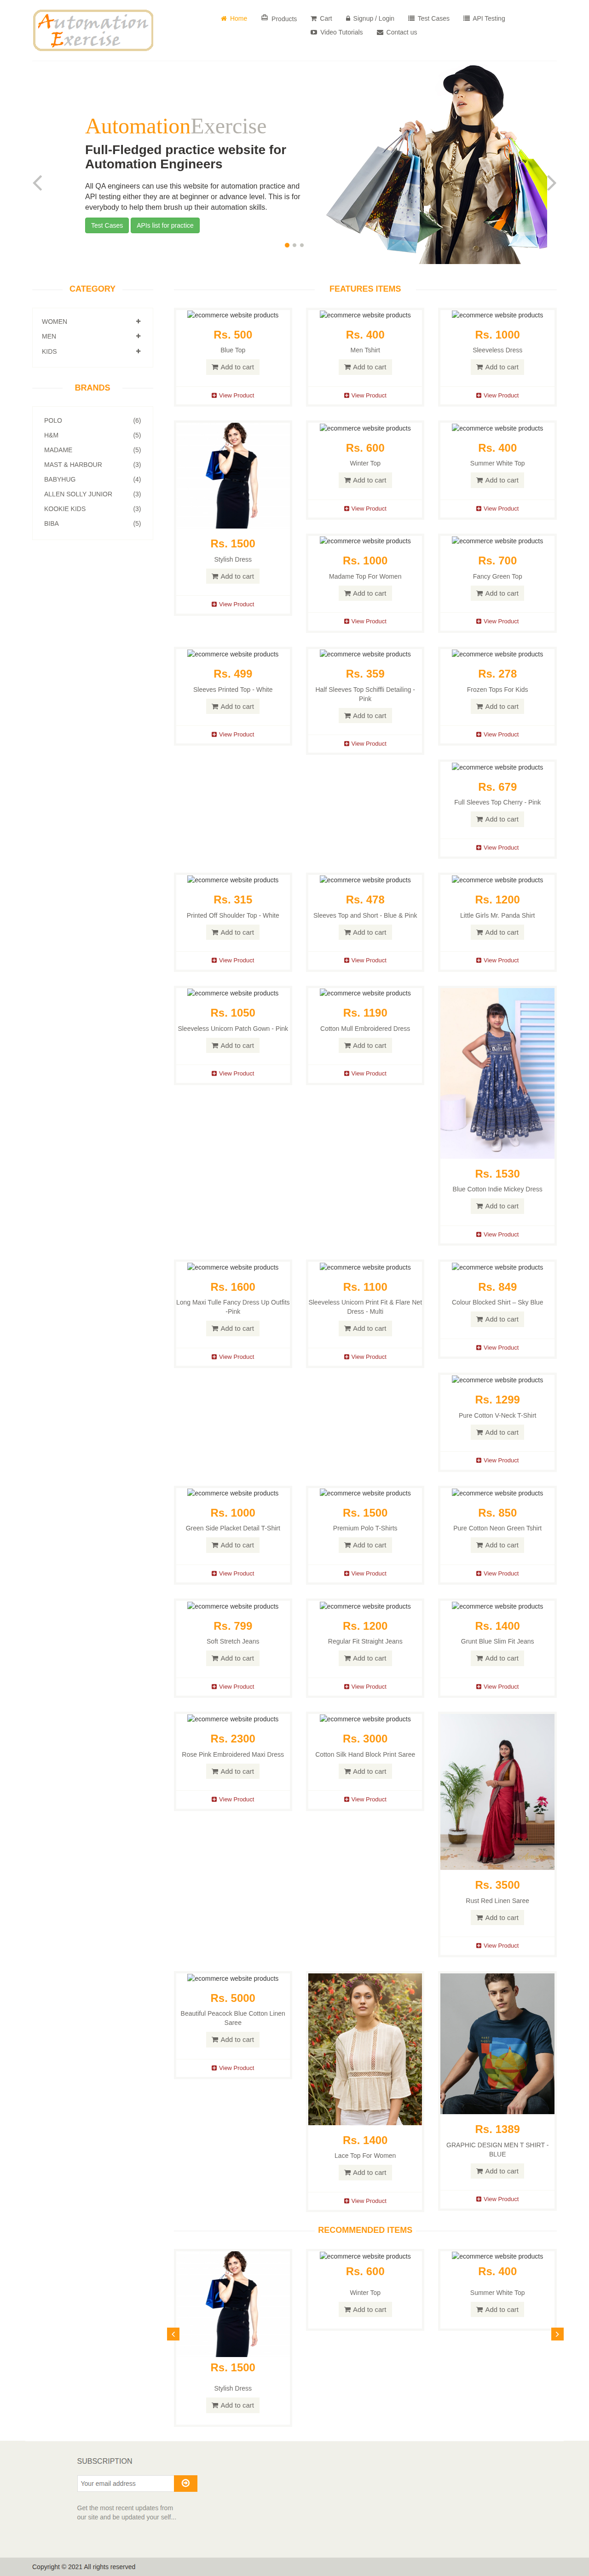 Automation
Exercise
Home
Products
Cart
Signup / Login
Test Cases
API Testing
Video Tutorials
Contact us
AutomationExercise
Full-Fledged practice website for
Automation Engineers
All QA engineers can use this website for automation practice and
API testing either they are at beginner or advance level. This is for
everybody to help them brush up their automation skills.
Test Cases
APIs list for practice
CATEGORY
WOMEN
MEN
KIDS
BRANDS
POLO (6)
H&M (5)
MADAME (5)
MAST & HARBOUR (3)
BABYHUG (4)
ALLEN SOLLY JUNIOR (3)
KOOKIE KIDS (3)
BIBA (5)
FEATURES ITEMS
ecommerce website products
Rs. 500
Blue Top
Add to cart
View Product
ecommerce website products
Rs. 400
Men Tshirt
Add to cart
View Product
ecommerce website products
Rs. 1000
Sleeveless Dress
Add to cart
View Product
Rs. 1500
Stylish Dress
Add to cart
View Product
ecommerce website products
Rs. 600
Winter Top
Add to cart
View Product
ecommerce website products
Rs. 400
Summer White Top
Add to cart
View Product
ecommerce website products
Rs. 1000
Madame Top For Women
Add to cart
View Product
ecommerce website products
Rs. 700
Fancy Green Top
Add to cart
View Product
ecommerce website products
Rs. 499
Sleeves Printed Top - White
Add to cart
View Product
ecommerce website products
Rs. 359
Half Sleeves Top Schiffli Detailing -
Pink
Add to cart
View Product
ecommerce website products
Rs. 278
Frozen Tops For Kids
Add to cart
View Product
ecommerce website products
Rs. 679
Full Sleeves Top Cherry - Pink
Add to cart
View Product
ecommerce website products
Rs. 315
Printed Off Shoulder Top - White
Add to cart
View Product
ecommerce website products
Rs. 478
Sleeves Top and Short - Blue & Pink
Add to cart
View Product
ecommerce website products
Rs. 1200
Little Girls Mr. Panda Shirt
Add to cart
View Product
ecommerce website products
Rs. 1050
Sleeveless Unicorn Patch Gown - Pink
Add to cart
View Product
ecommerce website products
Rs. 1190
Cotton Mull Embroidered Dress
Add to cart
View Product
Rs. 1530
Blue Cotton Indie Mickey Dress
Add to cart
View Product
ecommerce website products
Rs. 1600
Long Maxi Tulle Fancy Dress Up Outfits
-Pink
Add to cart
View Product
ecommerce website products
Rs. 1100
Sleeveless Unicorn Print Fit & Flare Net
Dress - Multi
Add to cart
View Product
ecommerce website products
Rs. 849
Colour Blocked Shirt – Sky Blue
Add to cart
View Product
ecommerce website products
Rs. 1299
Pure Cotton V-Neck T-Shirt
Add to cart
View Product
ecommerce website products
Rs. 1000
Green Side Placket Detail T-Shirt
Add to cart
View Product
ecommerce website products
Rs. 1500
Premium Polo T-Shirts
Add to cart
View Product
ecommerce website products
Rs. 850
Pure Cotton Neon Green Tshirt
Add to cart
View Product
ecommerce website products
Rs. 799
Soft Stretch Jeans
Add to cart
View Product
ecommerce website products
Rs. 1200
Regular Fit Straight Jeans
Add to cart
View Product
ecommerce website products
Rs. 1400
Grunt Blue Slim Fit Jeans
Add to cart
View Product
ecommerce website products
Rs. 2300
Rose Pink Embroidered Maxi Dress
Add to cart
View Product
ecommerce website products
Rs. 3000
Cotton Silk Hand Block Print Saree
Add to cart
View Product
Rs. 3500
Rust Red Linen Saree
Add to cart
View Product
ecommerce website products
Rs. 5000
Beautiful Peacock Blue Cotton Linen
Saree
Add to cart
View Product
Rs. 1400
Lace Top For Women
Add to cart
View Product
Rs. 1389
GRAPHIC DESIGN MEN T SHIRT -
BLUE
Add to cart
View Product
RECOMMENDED ITEMS
Rs. 1500
Stylish Dress
Add to cart
ecommerce website products
Rs. 600
Winter Top
Add to cart
ecommerce website products
Rs. 400
Summer White Top
Add to cart
SUBSCRIPTION
Your email address
Get the most recent updates from
our site and be updated your self...
Copyright © 2021 All rights reserved